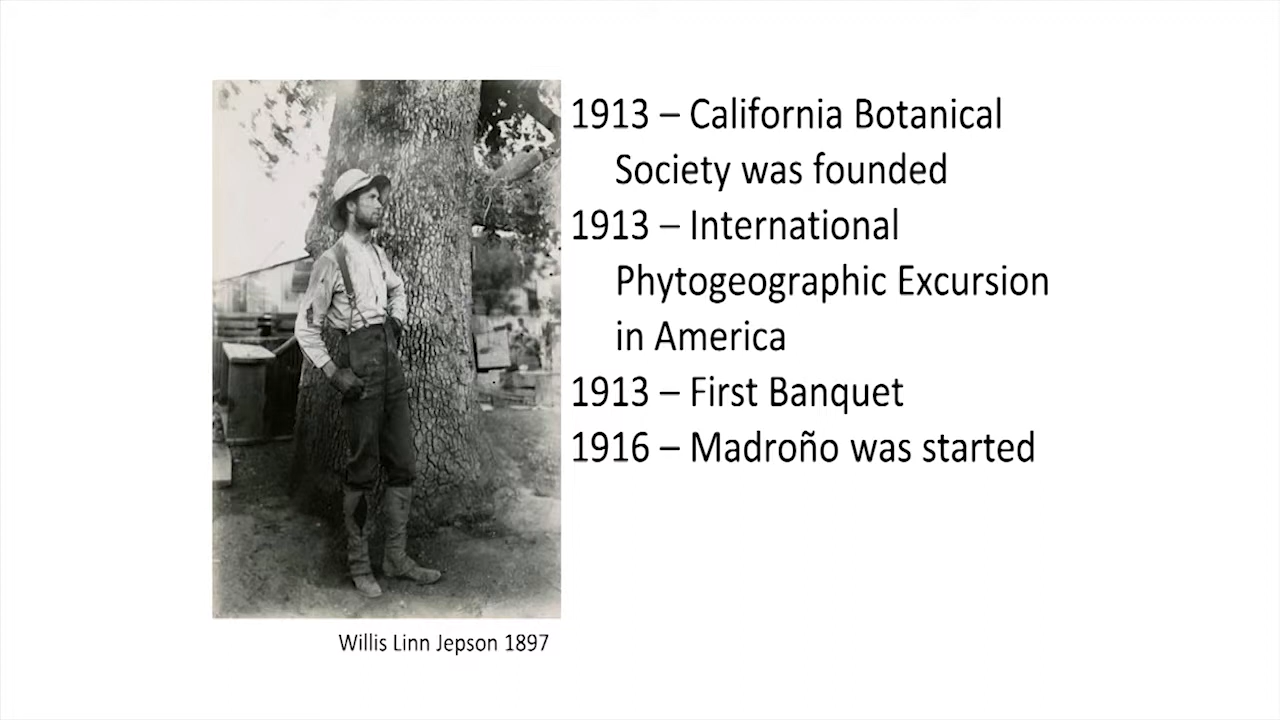 1913 – California Botanical
Society was founded
1913 – International
Phytogeographic Excursion
in America
1913 – First Banquet
1916 – Madroño was started
Willis Linn Jepson 1897